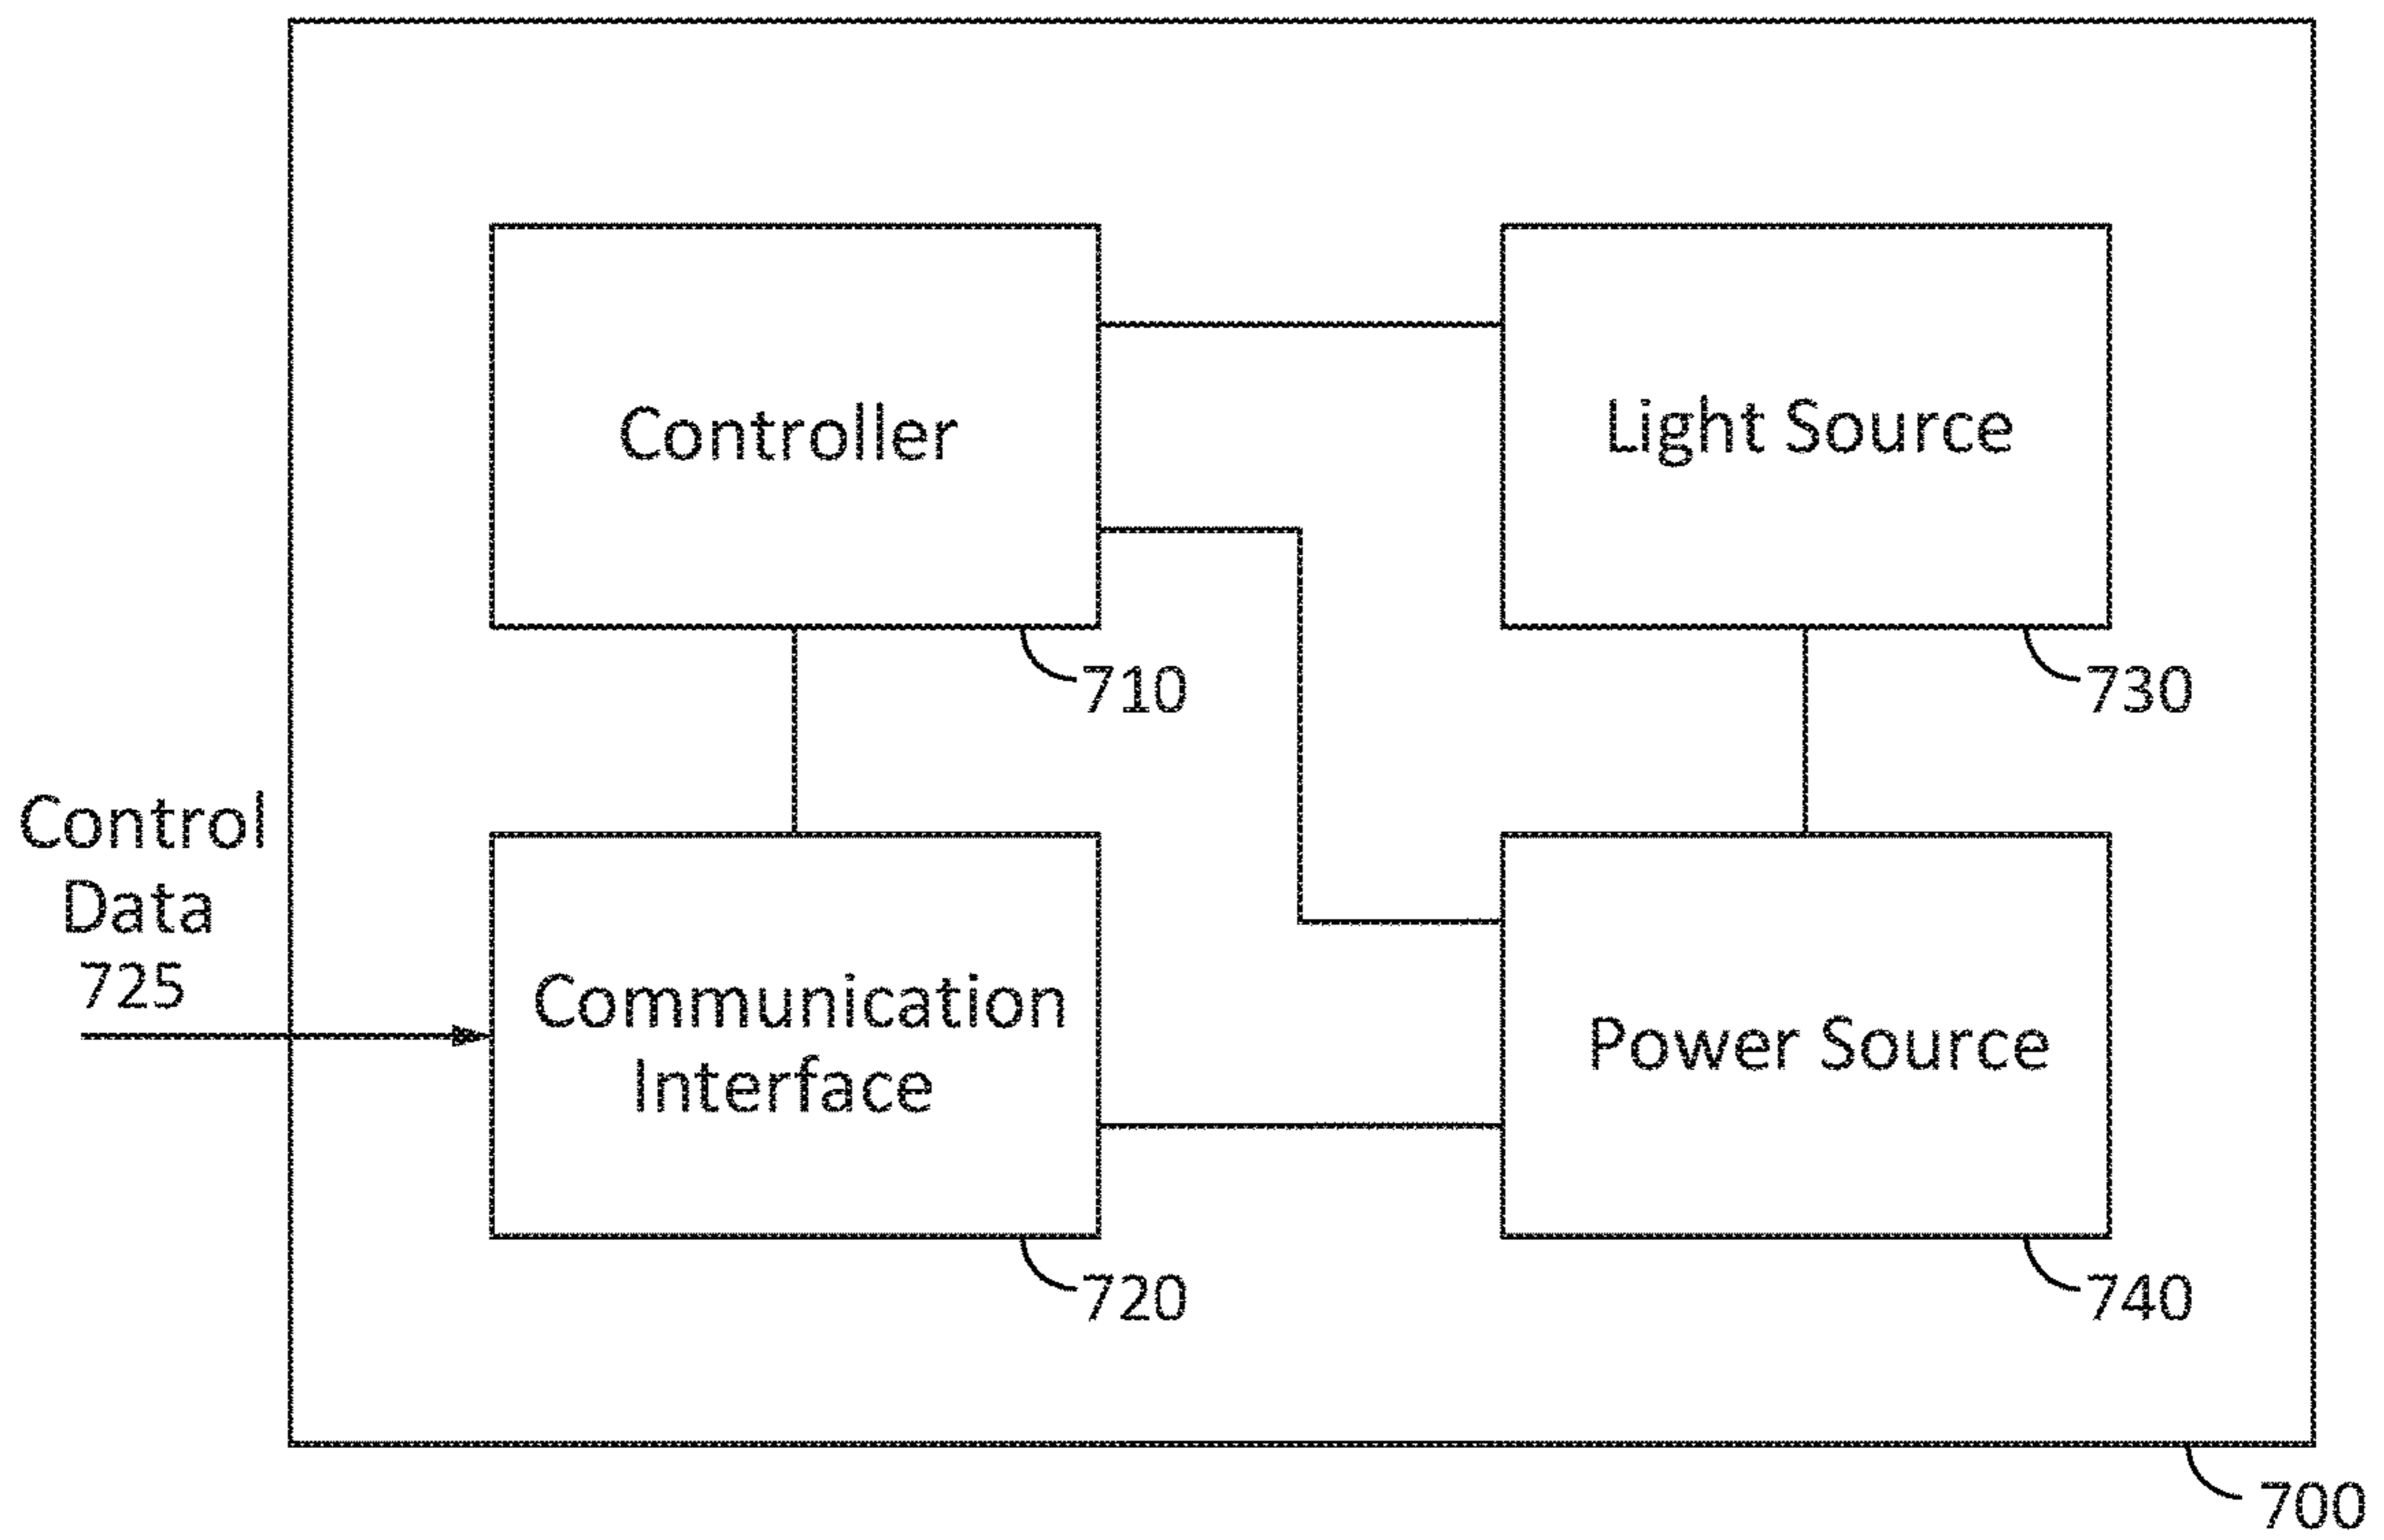 Controller
710
Light Source
730
Control
Data
725
Communication
Interface
720
Power Source
740
700